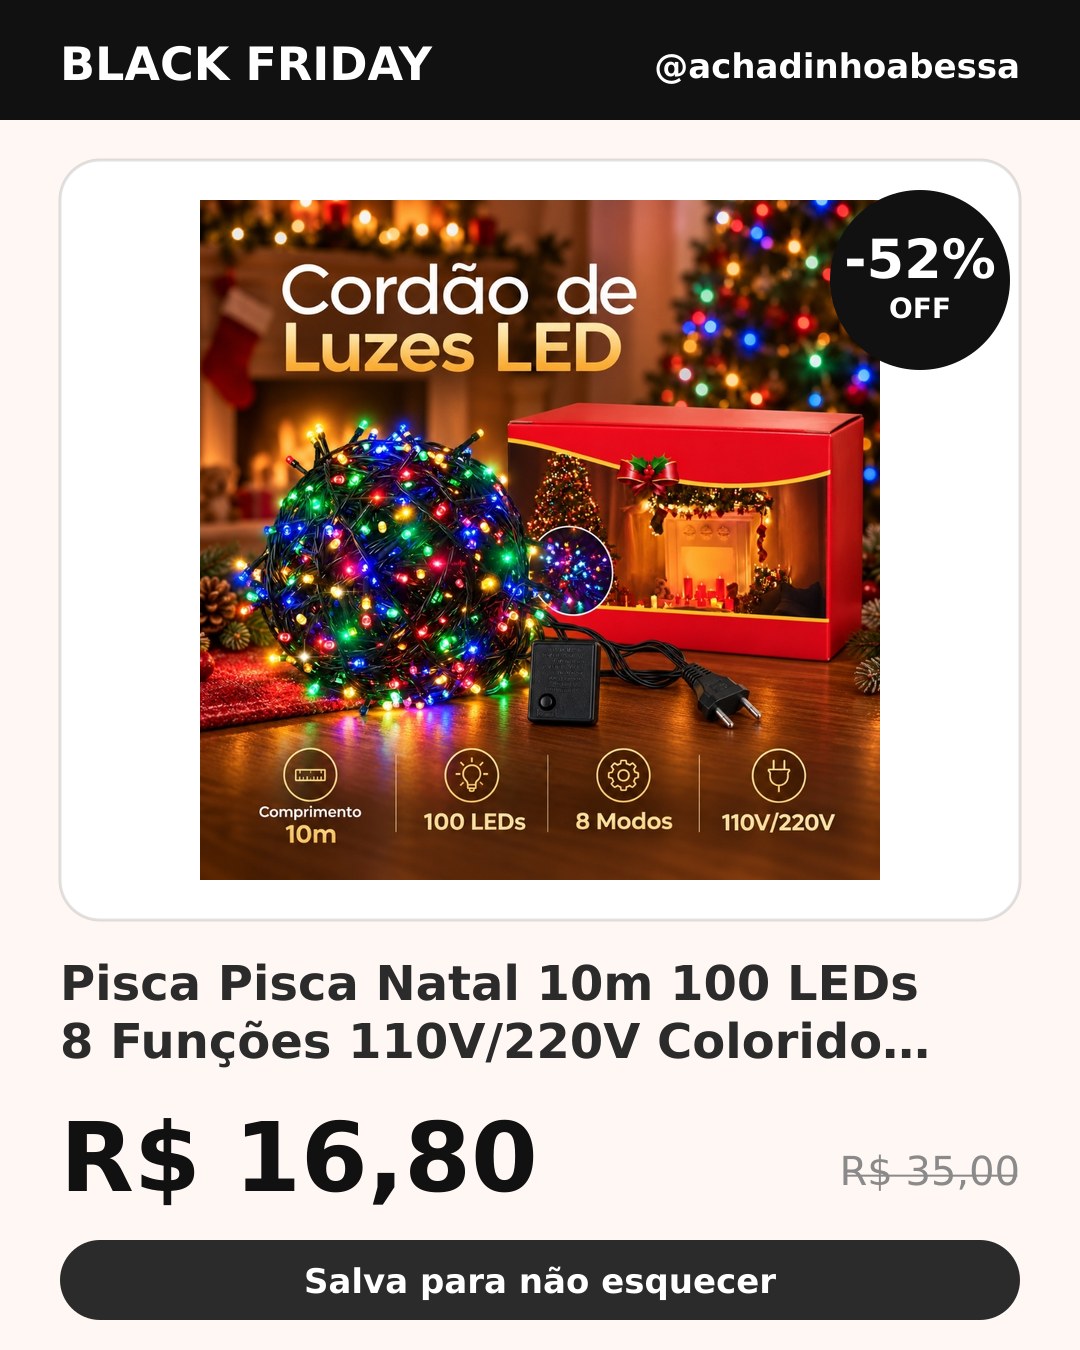 BLACK FRIDAY
@achadinhoabessa
-52%
OFF
Cordão de
Luzes LED
Comprimento
10m
100 LEDs
8 Modos
110V/220V
Pisca Pisca Natal 10m 100 LEDs
8 Funções 110V/220V Colorido...
R$ 16,80
R$ 35,00
Salva para não esquecer